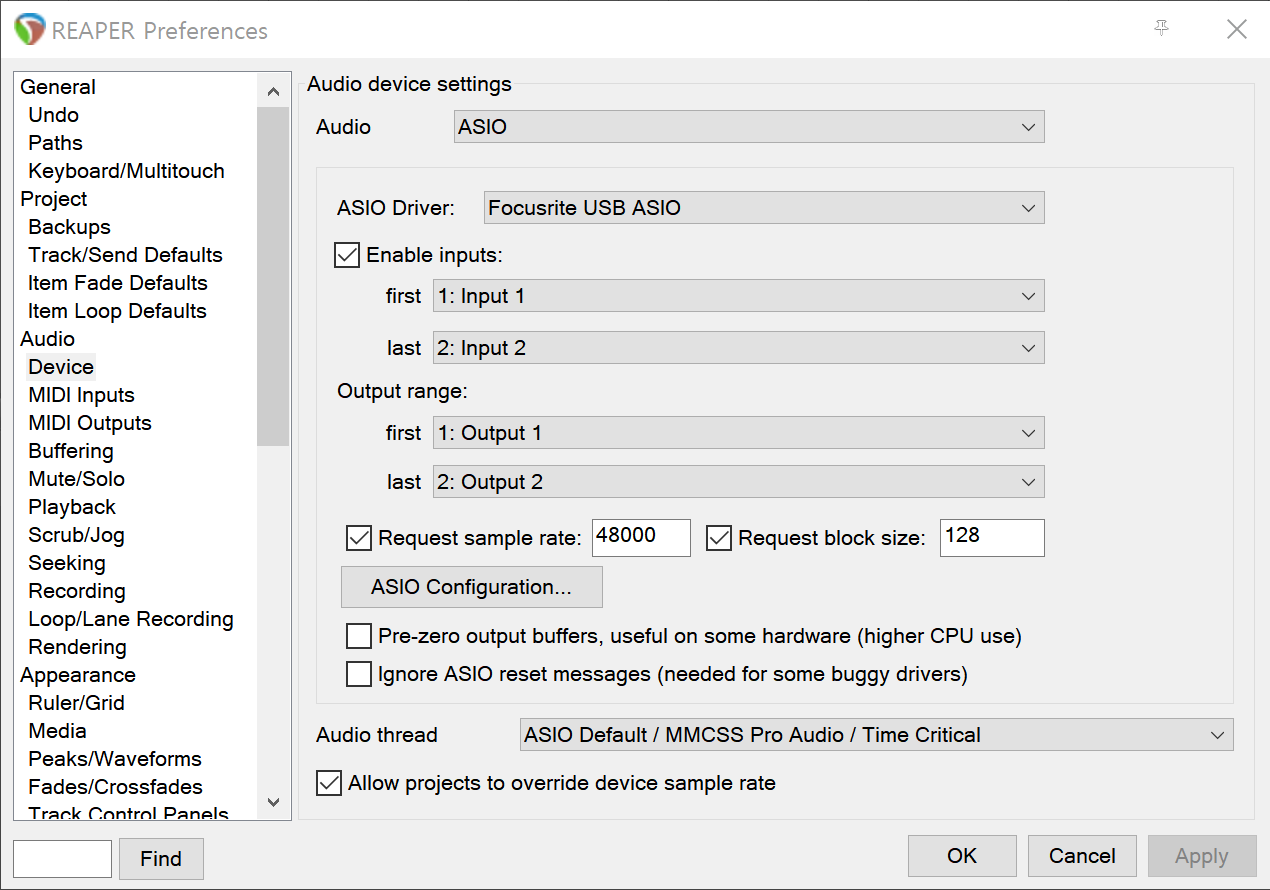 REAPER Preferences
General
Undo
Paths
Keyboard/Multitouch
Project
Backups
Track/Send Defaults
Item Fade Defaults
Item Loop Defaults
Audio
Device
MIDI Inputs
MIDI Outputs
Buffering
Mute/Solo
Playback
Scrub/Jog
Seeking
Recording
Loop/Lane Recording
Rendering
Appearance
Ruler/Grid
Media
Peaks/Waveforms
Fades/Crossfades
Track Control Panels
Find
Audio device settings
Audio ASIO
ASIO Driver: Focusrite USB ASIO
Enable inputs:
first 1: Input 1
last 2: Input 2
Output range:
first 1: Output 1
last 2: Output 2
Request sample rate: 48000 Request block size: 128
ASIO Configuration...
Pre-zero output buffers, useful on some hardware (higher CPU use)
Ignore ASIO reset messages (needed for some buggy drivers)
Audio thread ASIO Default / MMCSS Pro Audio / Time Critical
Allow projects to override device sample rate
OK Cancel Apply